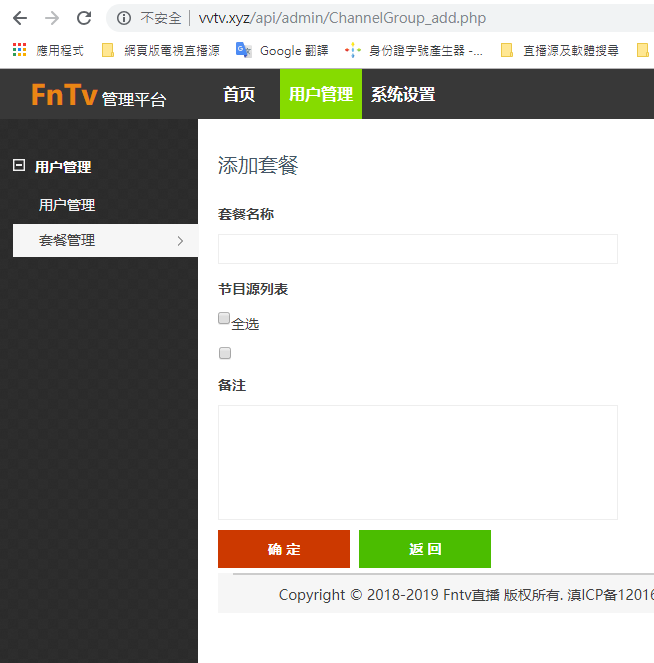 不安全 | vvtv.xyz/api/admin/ChannelGroup_add.php
應用程式 網頁版電視直播源 Google 翻譯 身份證字號產生器 -... 直播源及軟體搜尋
FnTv 管理平台 首页 用户管理 系统设置
用户管理
用户管理
套餐管理
添加套餐
套餐名称
节目源列表
全选
备注
确 定 返 回
Copyright © 2018-2019 Fntv直播 版权所有. 滇ICP备12016